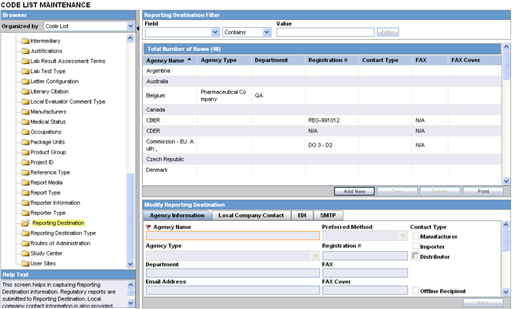 CODE LIST MAINTENANCE
Browser
Organized by Code List
Intermediary
Justifications
Lab Result Assessment Terms
Lab Test Type
Letter Configuration
Literary Citation
Local Evaluator Comment Type
Manufacturers
Medical Status
Occupations
Package Units
Product Group
Project ID
Reference Type
Report Media
Report Type
Reporter Information
Reporter Type
Reporting Destination
Reporting Destination Type
Routes of Administration
Study Center
User Sites
Help Text
This screen helps in capturing Reporting
Destination information. Regulatory reports are
submitted to Reporting Destination. Local
company contact information is also provided
Reporting Destination Filter
Field Value
Contains Filter
Total Number of Rows (48)
Agency Name Agency Type Department Registration # Contact Type FAX FAX Cover
Argentina
Australia
Belgium Pharmaceutical Co
mpany QA
Canada
CBER REG-991012 N/A
CDER N/A N/A
Commission - EU. A
uth., DG 3 - D2 N/A
Czech Republic
Denmark
Add New Copy Delete Print
Modify Reporting Destination
Agency Information Local Company Contact EDI SMTP
Agency Name Preferred Method Contact Type
Manufacturer
Agency Type Registration # Importer
Distributor
Department FAX
Email Address FAX Cover
Offline Recipient
Save